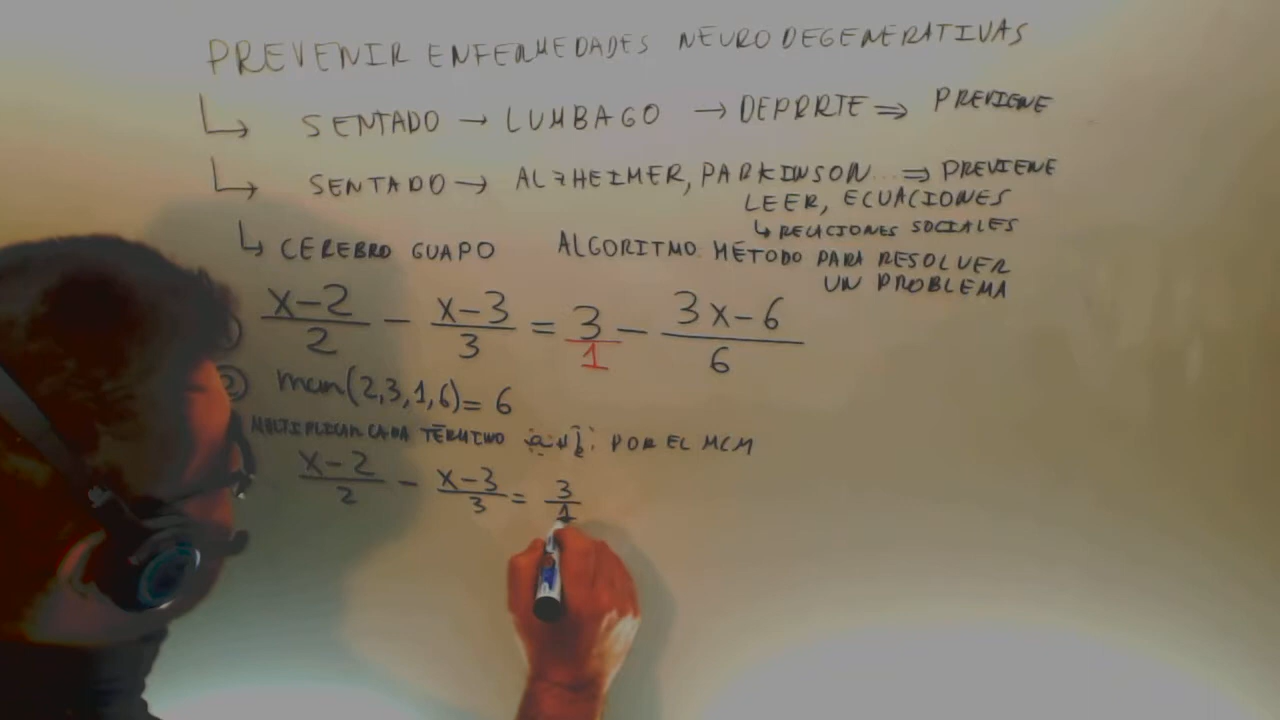 PREVENIR ENFERMEDADES NEURODEGENERATIVAS
↳ SENTADO → LUMBAGO → DEPRRTE ⇒ PREVIENE
↳ SENTADO → ALZHEIMER, PARKINSON... ⇒ PREVIENE
LEER, ECUACIONES
↳ RELACIONES SOCIALES
↳ CEREBRO GUAPO ALGORITMO: MÉTODO PARA RESOLVER
UN PROBLEMA
(x-2)/2 - (x-3)/3 = 3/1 - (3x-6)/6
② mcm(2,3,1,6)= 6
MULTIPLICAR CADA TÉRMINO POR EL MCM
(x-2)/2 - (x-3)/3 = 3/1